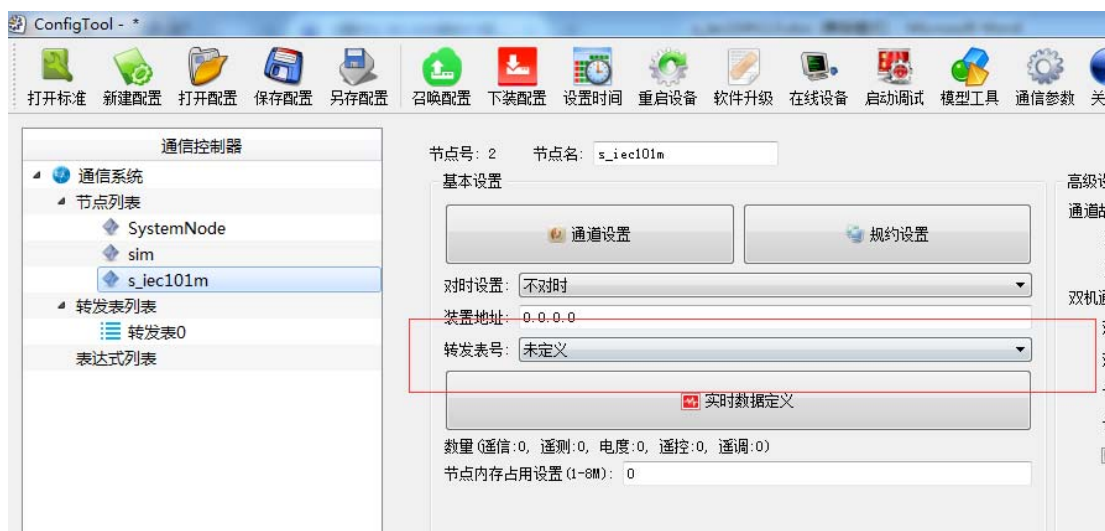 ConfigTool - *
打开标准 新建配置 打开配置 保存配置 另存配置 召唤配置 下装配置 设置时间 重启设备 软件升级 在线设备 启动调试 模型工具 通信参数 关
通信控制器
通信系统
节点列表
SystemNode
sim
s_iec101m
转发表列表
转发表0
表达式列表
节点号: 2 节点名: s_iec101m
基本设置
通道设置 规约设置
对时设置: 不对时
装置地址: 0.0.0.0
转发表号: 未定义
实时数据定义
数量(遥信:0, 遥测:0, 电度:0, 遥控:0, 遥调:0)
节点内存占用设置(1-8M): 0
高级设
通道故
双机通